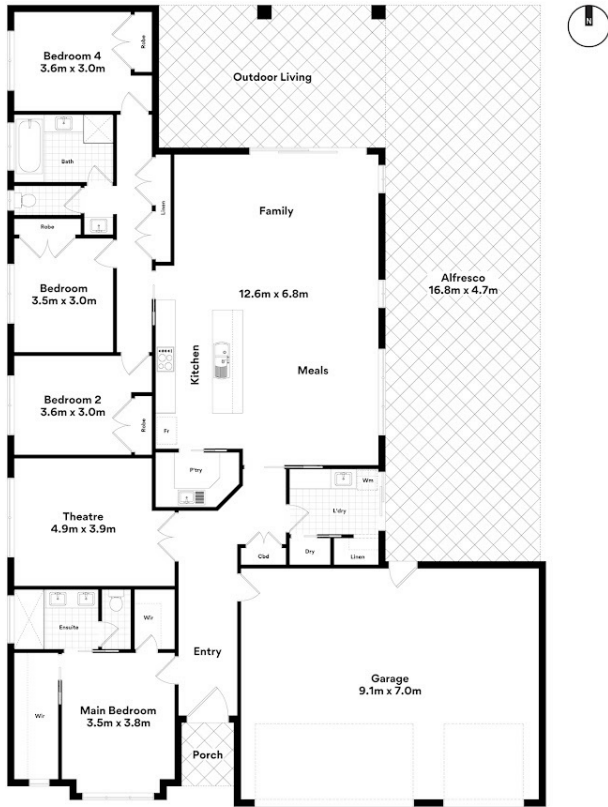 N
Bedroom 4
3.6m x 3.0m
Robe
Outdoor Living
Bath
Linen
Family
Robe
Bedroom
3.5m x 3.0m
12.6m x 6.8m
Alfresco
16.8m x 4.7m
Kitchen
Meals
Bedroom 2
3.6m x 3.0m
Robe
Fr
P'try
Wm
L'dry
Theatre
4.9m x 3.9m
Cbd
Dry
Linen
Ensuite
Wir
Entry
Garage
9.1m x 7.0m
Wir
Main Bedroom
3.5m x 3.8m
Porch